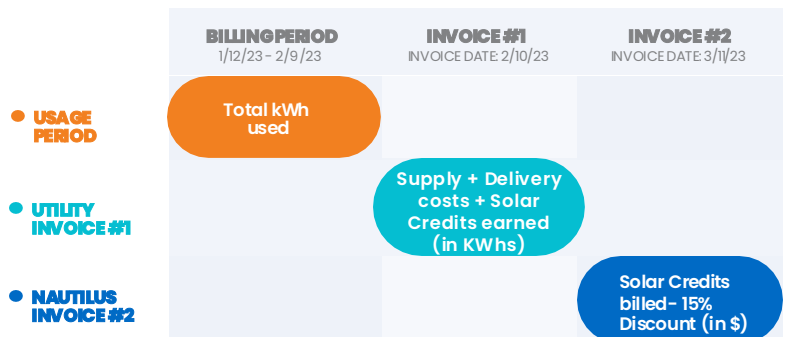 BILLING PERIOD
1/12/23 - 2/9/23
INVOICE #1
INVOICE DATE: 2/10/23
INVOICE #2
INVOICE DATE: 3/11/23
USAGE
PERIOD
Total kWh
used
UTILITY
INVOICE #1
Supply + Delivery
costs + Solar
Credits earned
(in KWhs)
NAUTILUS
INVOICE #2
Solar Credits
billed- 15%
Discount (in $)